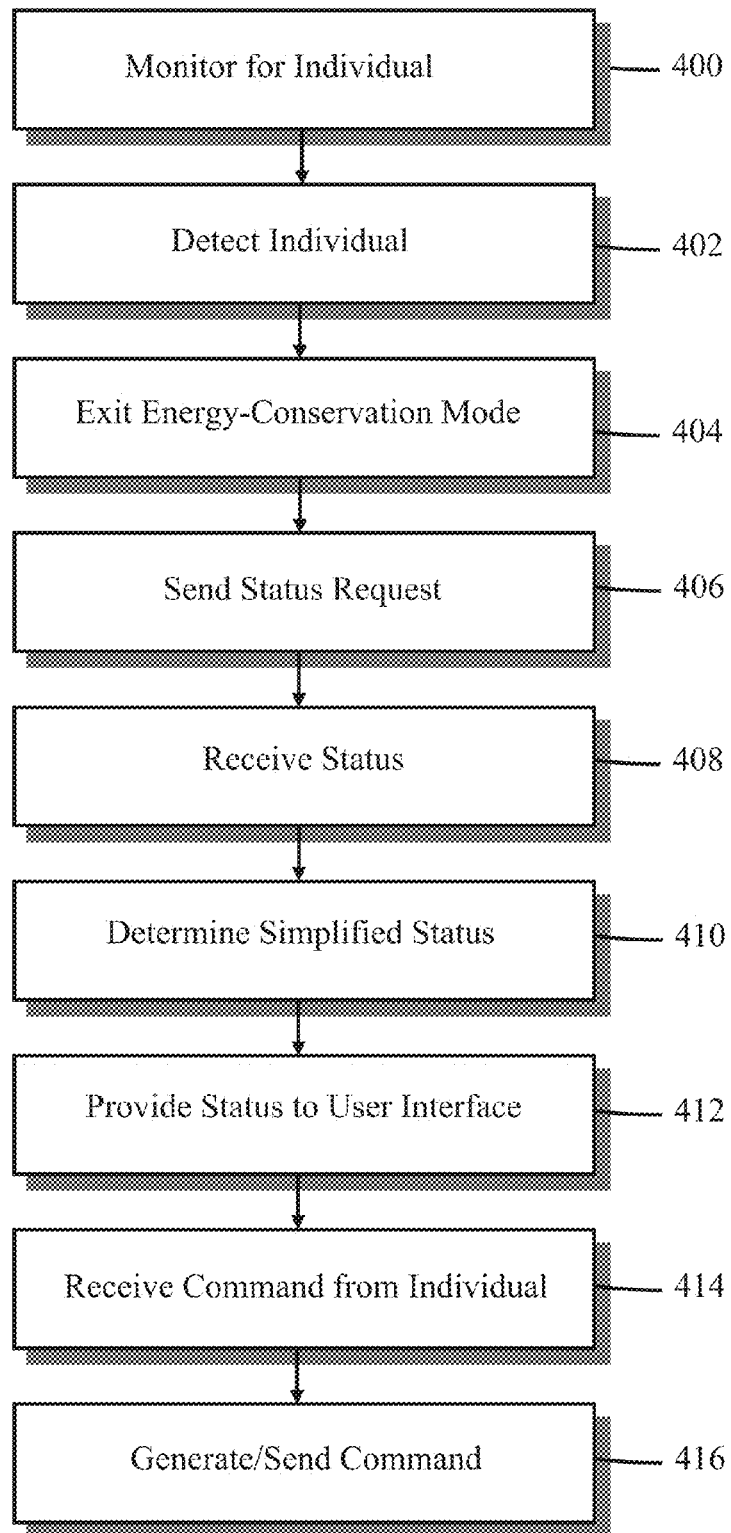 Monitor for Individual 400
Detect Individual 402
Exit Energy-Conservation Mode 404
Send Status Request 406
Receive Status 408
Determine Simplified Status 410
Provide Status to User Interface 412
Receive Command from Individual 414
Generate/Send Command 416